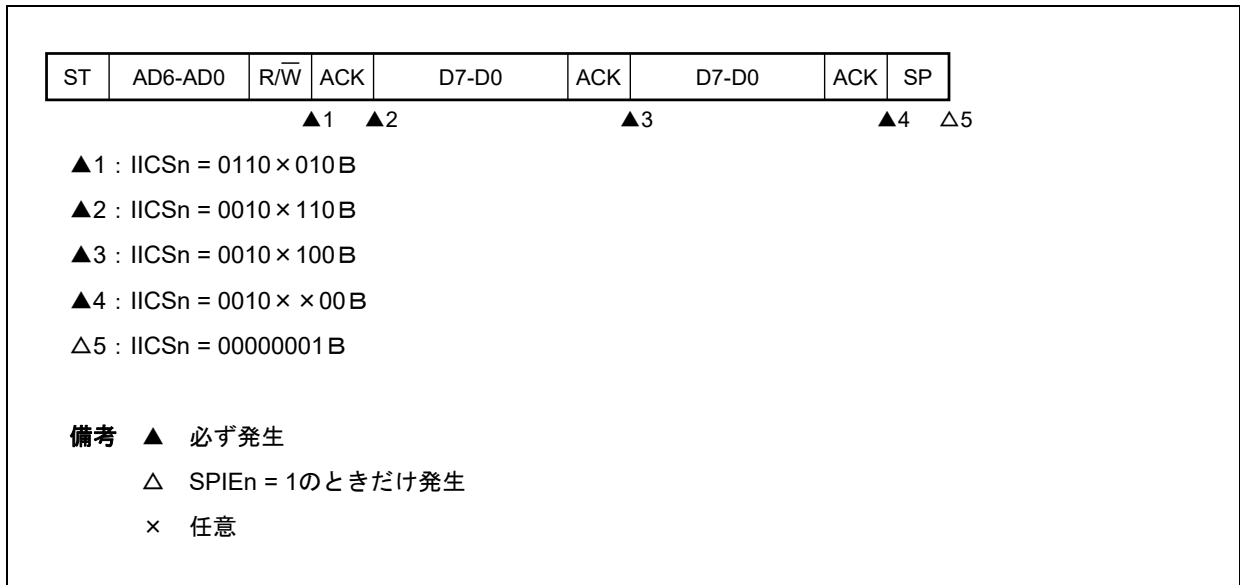 ST AD6-AD0 R/W̅ ACK D7-D0 ACK D7-D0 ACK SP
▲1 ▲2 ▲3 ▲4 △5
▲1：IICSn = 0110×010B
▲2：IICSn = 0010×110B
▲3：IICSn = 0010×100B
▲4：IICSn = 0010××00B
△5：IICSn = 00000001B
備考 ▲ 必ず発生
△ SPIEn = 1のときだけ発生
× 任意